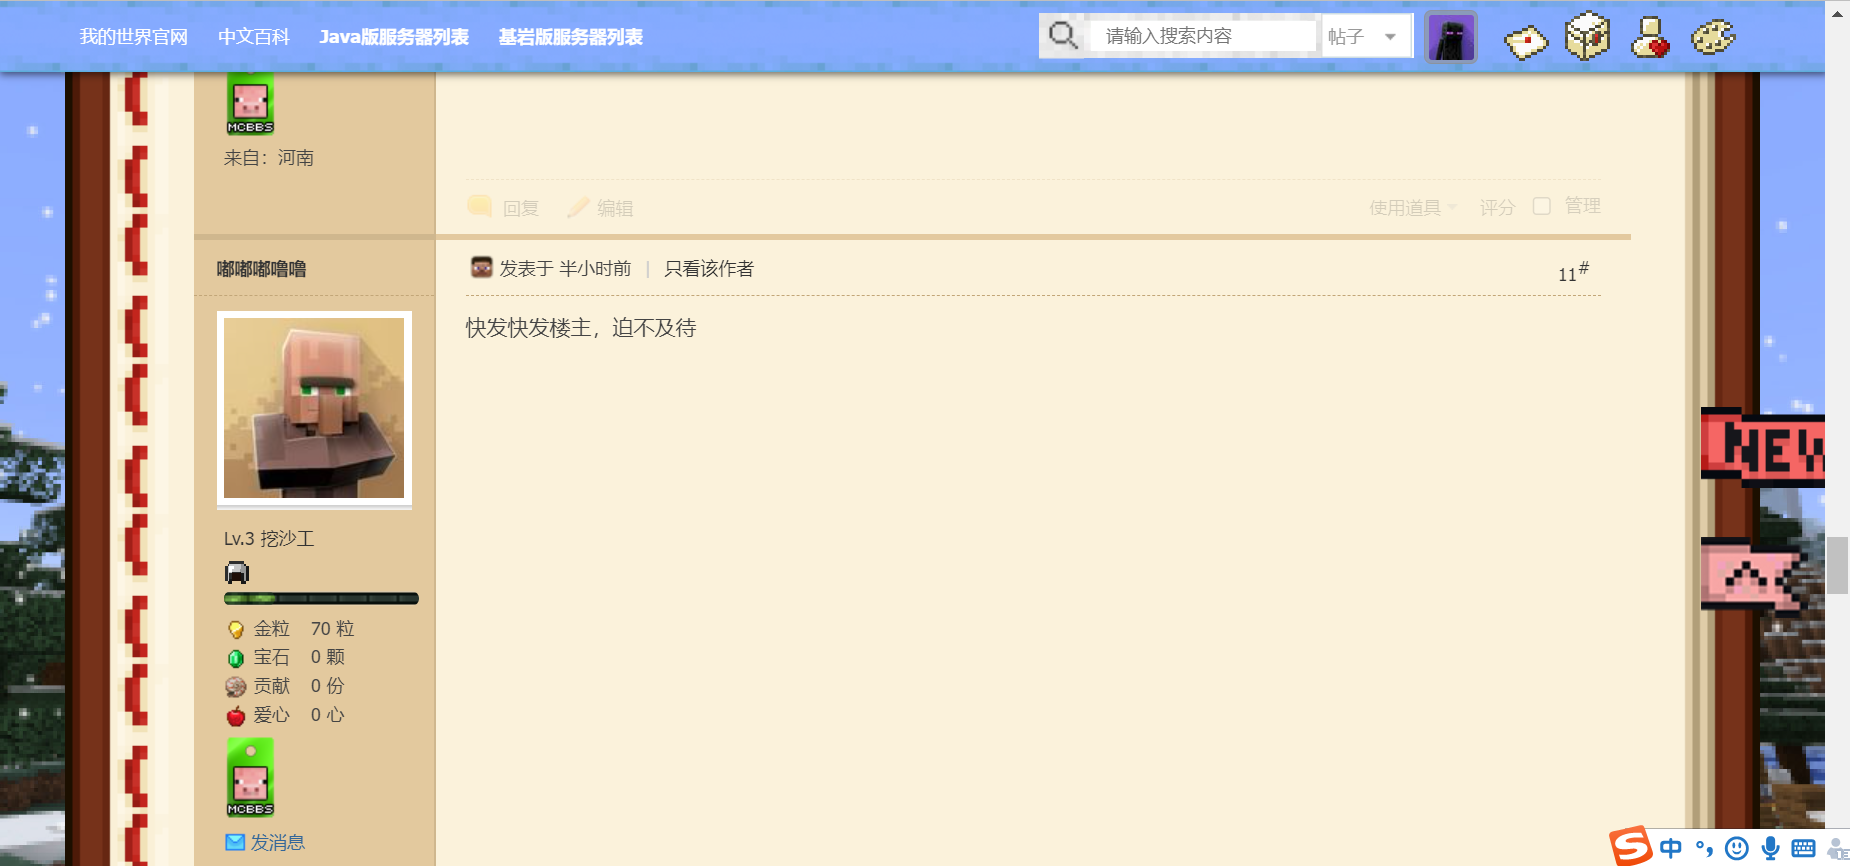 我的世界官网 中文百科 Java版服务器列表 基岩版服务器列表 请输入搜索内容 帖子
MCBBS
来自：河南
回复 编辑 使用道具 评分 管理
嘟嘟嘟噜噜 发表于 半小时前 | 只看该作者 11#
快发快发楼主，迫不及待
NEW
Lv.3 挖沙工
金粒 70 粒
宝石 0 颗
贡献 0 份
爱心 0 心
MCBBS
发消息
S 中